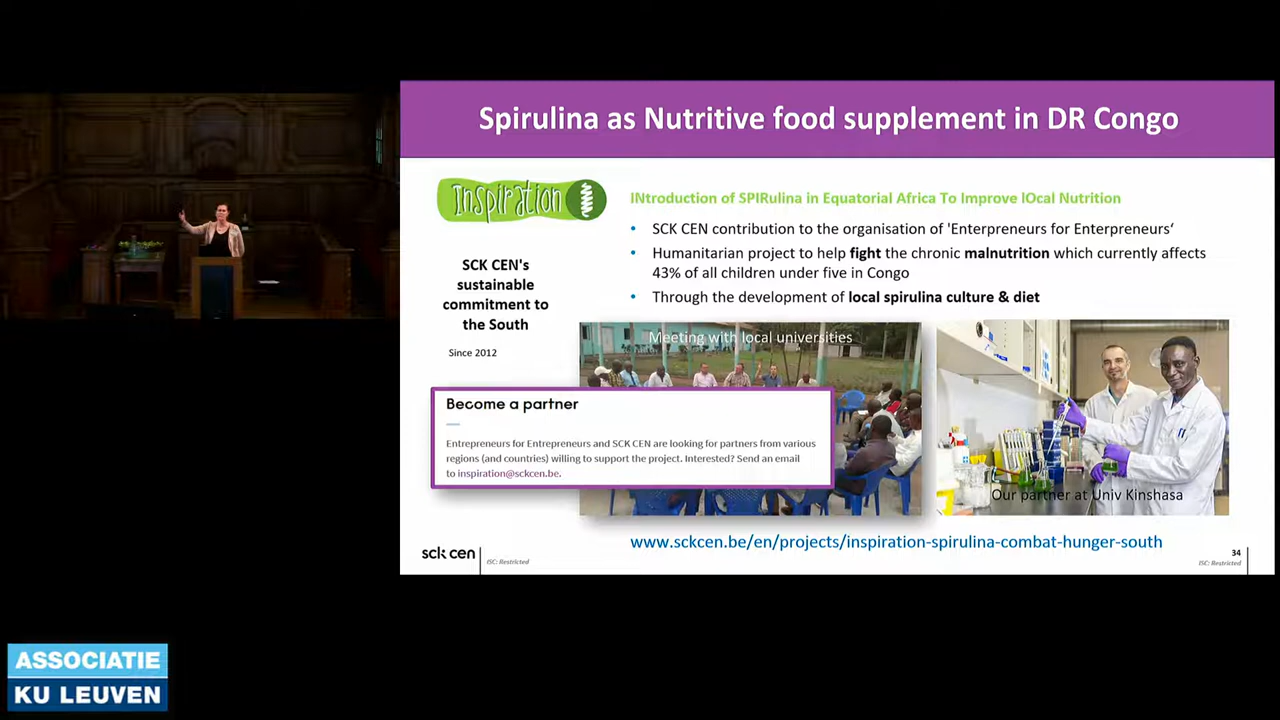 Spirulina as Nutritive food supplement in DR Congo
Inspiration
INtroduction of SPIRulina in Equatorial Africa To Improve lOcal Nutrition
• SCK CEN contribution to the organisation of 'Enterpreneurs for Enterpreneurs‘
• Humanitarian project to help fight the chronic malnutrition which currently affects
43% of all children under five in Congo
• Through the development of local spirulina culture & diet
SCK CEN's
sustainable
commitment to
the South
Since 2012
Meeting with local universities
Become a partner
Entrepreneurs for Entrepreneurs and SCK CEN are looking for partners from various
regions (and countries) willing to support the project. Interested? Send an email
to inspiration@sckcen.be.
Our partner at Univ Kinshasa
www.sckcen.be/en/projects/inspiration-spirulina-combat-hunger-south
sck cen
ISC: Restricted
34
ISC: Restricted
ASSOCIATIE
KU LEUVEN